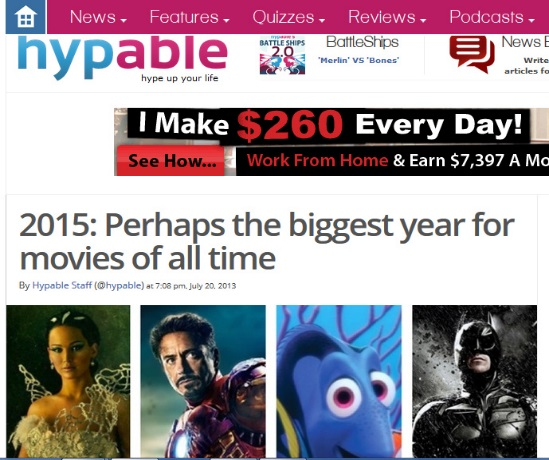 News Features Quizzes Reviews Podcasts
hypable
hype up your life
BATTLE SHIPS
2.0
BattleShips
'Merlin' VS 'Bones'
News
Write
articles fo
I Make $260 Every Day!
See How... Work From Home & Earn $7,397 A Mo
2015: Perhaps the biggest year for
movies of all time
By Hypable Staff (@hypable) at 7:08 pm, July 20, 2013